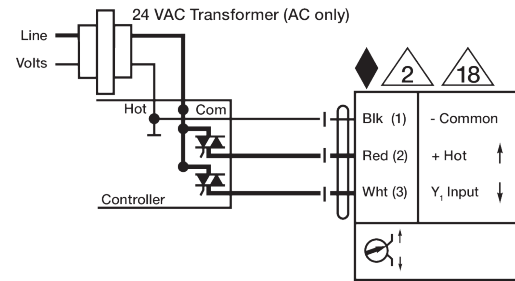 24 VAC Transformer (AC only)
Line
Volts
2
18
Hot
Com
Blk (1)
- Common
Red (2)
+ Hot
Wht (3)
Y1 Input
Controller